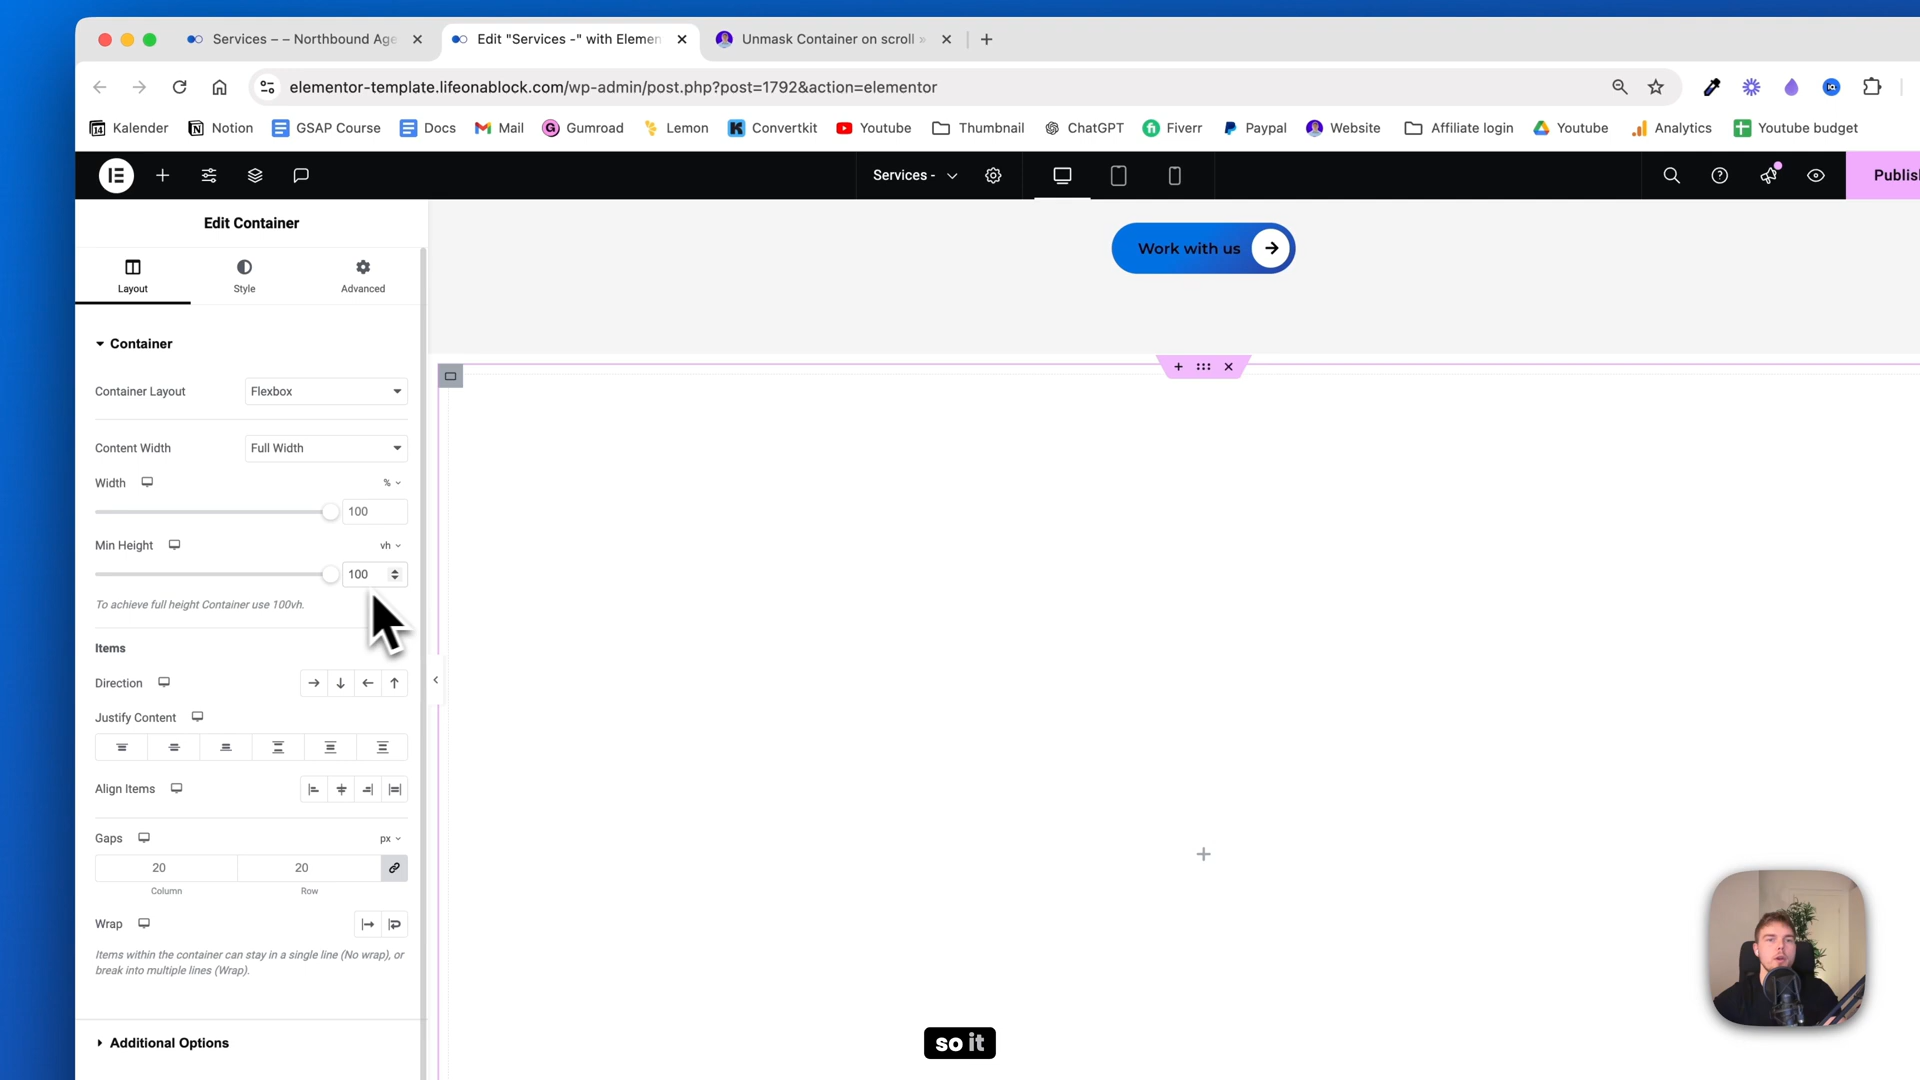 Services – – Northbound Age
Edit "Services -" with Elemen
Unmask Container on scroll »
elementor-template.lifeonablock.com/wp-admin/post.php?post=1792&action=elementor
14 Kalender
Notion
GSAP Course
Docs
Mail
Gumroad
Lemon
Convertkit
Youtube
Thumbnail
ChatGPT
Fiverr
Paypal
Website
Affiliate login
Youtube
Analytics
Youtube budget
Services -
Publis
Edit Container
Layout
Style
Advanced
Container
Container Layout
Flexbox
Content Width
Full Width
Width
%
100
Min Height
vh
100
To achieve full height Container use 100vh.
Items
Direction
Justify Content
Align Items
Gaps
px
20
20
Column
Row
Wrap
Items within the container can stay in a single line (No wrap), or
break into multiple lines (Wrap).
Additional Options
Work with us
so it